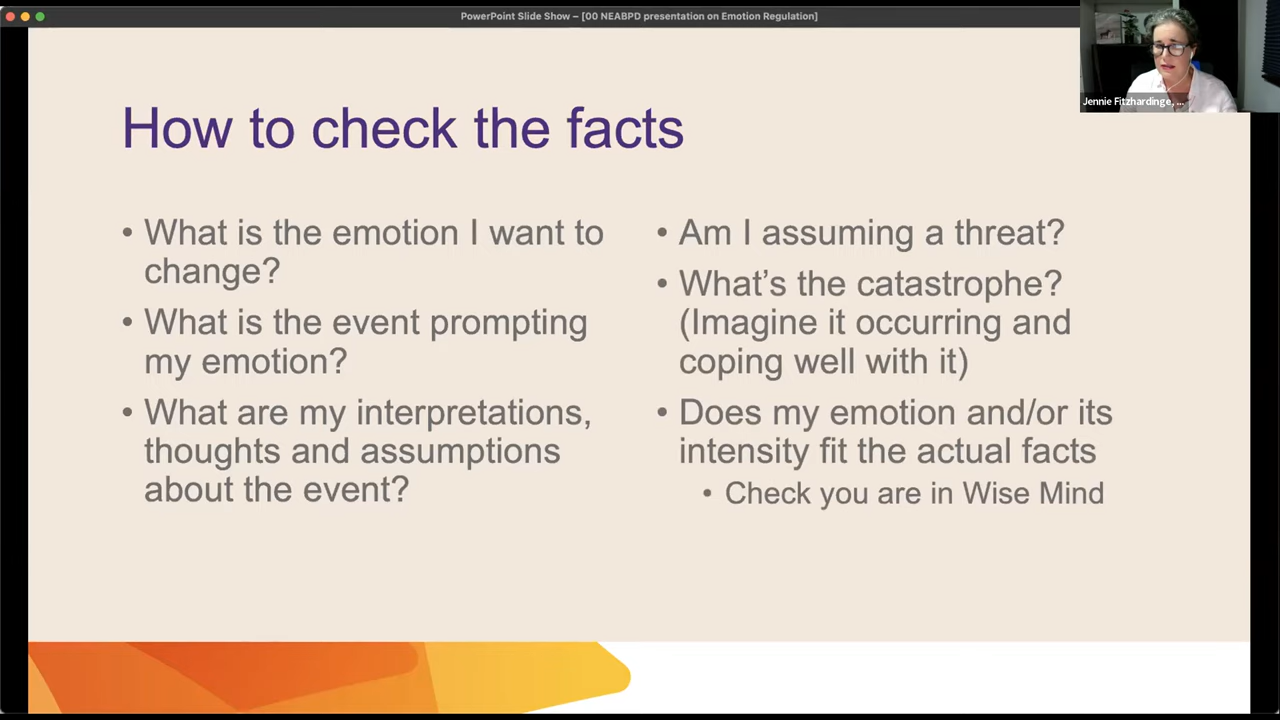 PowerPoint Slide Show – [00 NEABPD presentation on Emotion Regulation]
Jennie Fitzhardinge, ...
How to check the facts
• What is the emotion I want to
change?
• What is the event prompting
my emotion?
• What are my interpretations,
thoughts and assumptions
about the event?
• Am I assuming a threat?
• What’s the catastrophe?
(Imagine it occurring and
coping well with it)
• Does my emotion and/or its
intensity fit the actual facts
• Check you are in Wise Mind